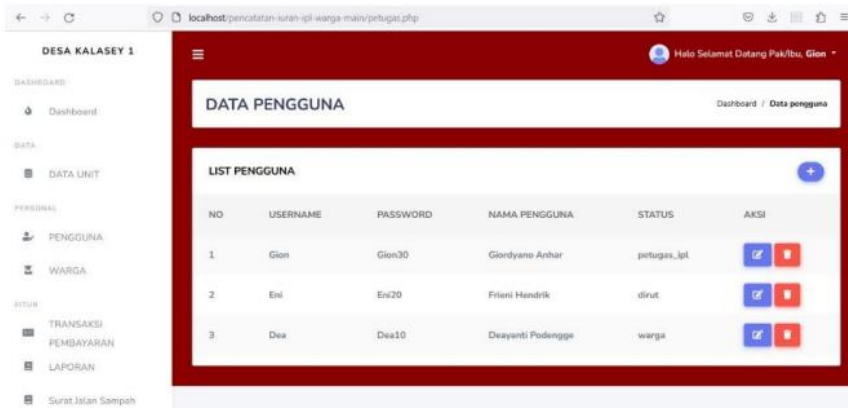 localhost/pencatatan-iuran-ipl-warga-main/petugas.php
DESA KALASEY 1
Halo Selamat Datang Pak/Ibu, Gion
DASHBOARD
Dashboard
DATA
DATA UNIT
PERSONAL
PENGGUNA
WARGA
FITUR
TRANSAKSI
PEMBAYARAN
LAPORAN
Surat Jalan Sampah
DATA PENGGUNA
Dashboard / Data pengguna
LIST PENGGUNA
NO USERNAME PASSWORD NAMA PENGGUNA STATUS AKSI
1 Gion Gion30 Giordyano Anhar petugas_ipl
2 Eni Eni20 Frieni Hendrik dirut
3 Dea Dea10 Deayanti Podengge warga